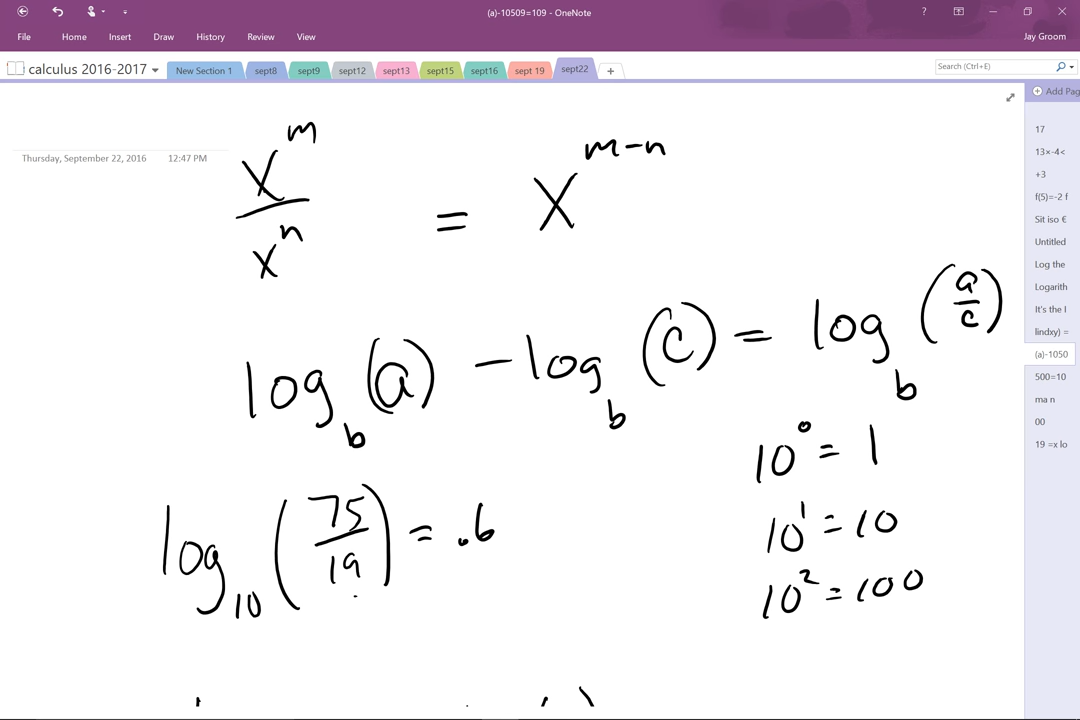 (a)-10509=109 - OneNote
?
File Home Insert Draw History Review View
Jay Groom
calculus 2016-2017
New Section 1 sept8 sept9 sept12 sept13 sept15 sept16 sept 19 sept22 +
Search (Ctrl+E)
Add Pag
Thursday, September 22, 2016 12:47 PM
x^m / x^n = x^(m-n)
log_b (a) - log_b (c) = log_b (a/c)
10^0 = 1
log_10 (75/19) = .6
10^1 = 10
10^2 = 100
17
13×-4<
+3
f(5)=-2 f
Sit iso €
Untitled
Log the
Logarith
It's the I
lindxy) =
(a)-1050
500=10
ma n
00
19 =x lo